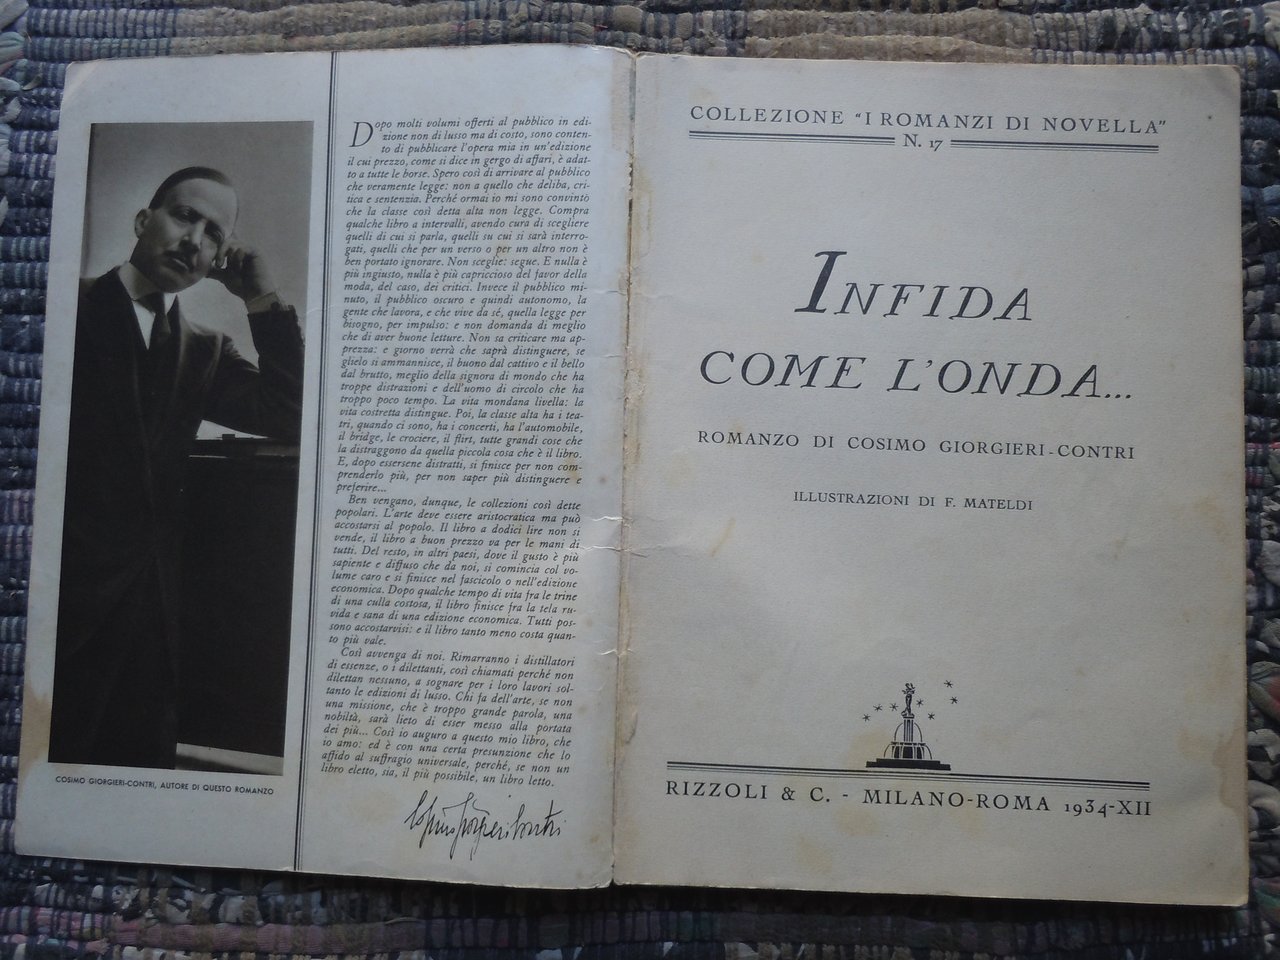 COSIMO GIORGIERI-CONTRI, AUTORE DI QUESTO ROMANZO
Dopo molti volumi offerti al pubblico in edi-
zione non di lusso ma di costo, sono conten-
to di pubblicare l'opera mia in un'edizione
il cui prezzo, come si dice in gergo di affari, è adat-
to a tutte le borse. Spero così di arrivare al pubblico
che veramente legge: non a quello che deliba, cri-
tica e sentenzia. Perché ormai io mi sono convinto
che la classe così detta alta non legge. Compra
qualche libro a intervalli, avendo cura di scegliere
quelli di cui si parla, quelli su cui si sarà interro-
gati, quelli che per un verso o per un altro non è
ben portato ignorare. Non sceglie: segue. E nulla è
più ingiusto, nulla è più capriccioso del favor della
moda, del caso, dei critici. Invece il pubblico mi-
nuto, il pubblico oscuro e quindi autonomo, la
gente che lavora, e che vive da sé, quella legge per
bisogno, per impulso: e non domanda di meglio
che di aver buone letture. Non sa criticare ma ap-
prezza: e giorno verrà che saprà distinguere, se
glielo si ammannisce, il buono dal cattivo e il bello
dal brutto, meglio della signora di mondo che ha
troppe distrazioni e dell'uomo di circolo che ha
troppo poco tempo. La vita mondana livella: la
vita costretta distingue. Poi, la classe alta ha i tea-
tri, quando ci sono, ha i concerti, ha l'automobile,
il bridge, le crociere, il flirt, tutte grandi cose che
la distraggono da quella piccola cosa che è il libro.
E, dopo essersene distratti, si finisce per non com-
prenderlo più, per non saper più distinguere e
preferire...
Ben vengano, dunque, le collezioni così dette
popolari. L'arte deve essere aristocratica ma può
accostarsi al popolo. Il libro a dodici lire non si
vende, il libro a buon prezzo va per le mani di
tutti. Del resto, in altri paesi, dove il gusto è più
sapiente e diffuso che da noi, si comincia col vo-
lume caro e si finisce nel fascicolo o nell'edizione
economica. Dopo qualche tempo di vita fra le trine
di una culla costosa, il libro finisce fra la tela ru-
vida e sana di una edizione economica. Tutti pos-
sono accostarvisi: e il libro tanto meno costa quan-
to più vale.
Così avvenga di noi. Rimarranno i distillatori
di essenze, o i dilettanti, così chiamati perché non
dilettan nessuno, a sognare per i loro lavori sol-
tanto le edizioni di lusso. Chi fa dell'arte, se non
una missione, che è troppo grande parola, una
nobiltà, sarà lieto di esser messo alla portata
dei più... Così io auguro a questo mio libro, che
io amo: ed è con una certa presunzione che lo
affido al suffragio universale, perché, se non un
libro eletto, sia, il più possibile, un libro letto.
Cosimo Giorgieri Contri
COLLEZIONE "I ROMANZI DI NOVELLA"
N. 17
INFIDA
COME L'ONDA...
ROMANZO DI COSIMO GIORGIERI-CONTRI
ILLUSTRAZIONI DI F. MATELDI
RIZZOLI & C. - MILANO-ROMA 1934-XII